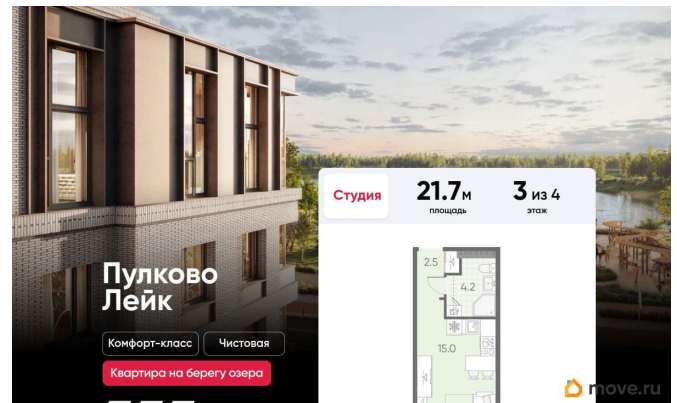 Студия
21.7м
площадь
3 из 4
этаж
2.5
4.2
15.0
Пулково
Лейк
Комфорт-класс
Чистовая
Квартира на берегу озера
move.ru